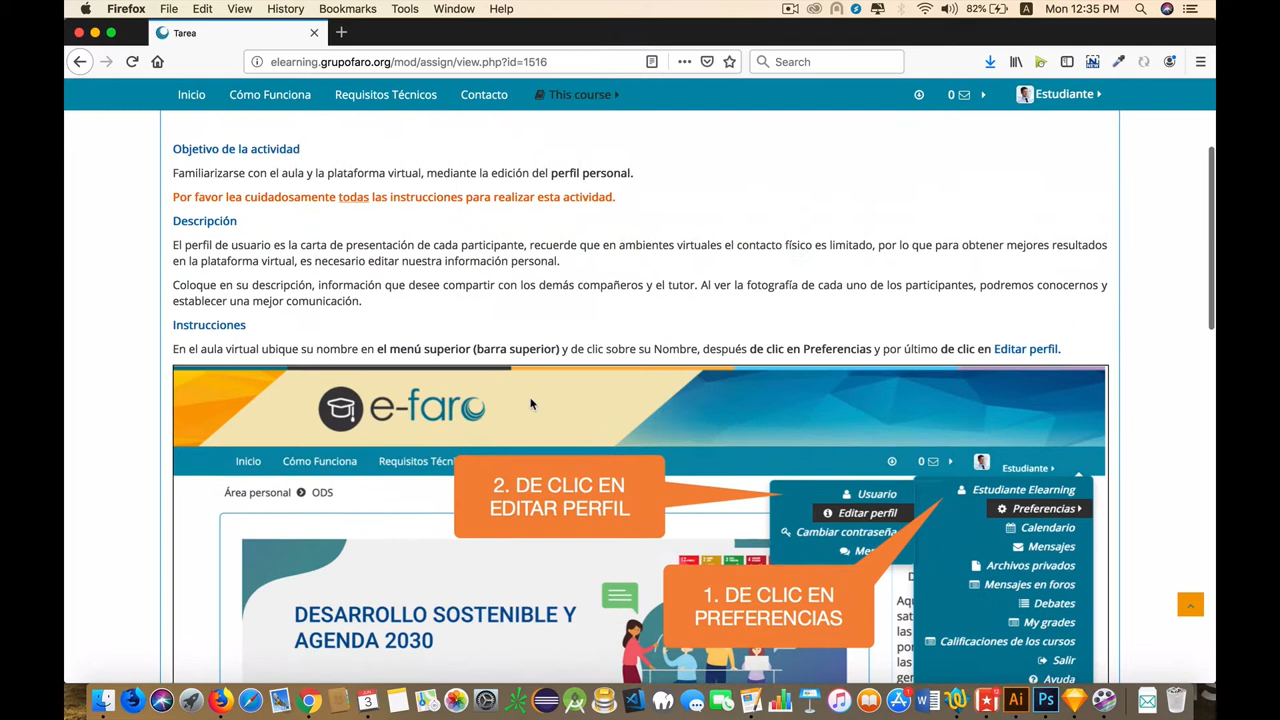 Firefox File Edit View History Bookmarks Tools Window Help 82% A Mon 12:35 PM
Tarea
elearning.grupofaro.org/mod/assign/view.php?id=1516 Search
Inicio Cómo Funciona Requisitos Técnicos Contacto This course 0 Estudiante
Objetivo de la actividad
Familiarizarse con el aula y la plataforma virtual, mediante la edición del perfil personal.
Por favor lea cuidadosamente todas las instrucciones para realizar esta actividad.
Descripción
El perfil de usuario es la carta de presentación de cada participante, recuerde que en ambientes virtuales el contacto físico es limitado, por lo que para obtener mejores resultados
en la plataforma virtual, es necesario editar nuestra información personal.
Coloque en su descripción, información que desee compartir con los demás compañeros y el tutor. Al ver la fotografía de cada uno de los participantes, podremos conocernos y
establecer una mejor comunicación.
Instrucciones
En el aula virtual ubique su nombre en el menú superior (barra superior) y de clic sobre su Nombre, después de clic en Preferencias y por último de clic en Editar perfil.
e-faro
Inicio Cómo Funciona Requisitos Técn 0 Estudiante
Área personal ODS
2. DE CLIC EN
EDITAR PERFIL
Usuario
Editar perfil
Cambiar contraseña
Me
Estudiante Elearning
Preferencias
Calendario
Mensajes
Archivos privados
Mensajes en foros
Debates
My grades
Calificaciones de los cursos
Salir
Ayuda
1. DE CLIC EN
PREFERENCIAS
DESARROLLO SOSTENIBLE Y
AGENDA 2030
D
Aqu
sat
las
por
las
gen
3
W
Ai
Ps